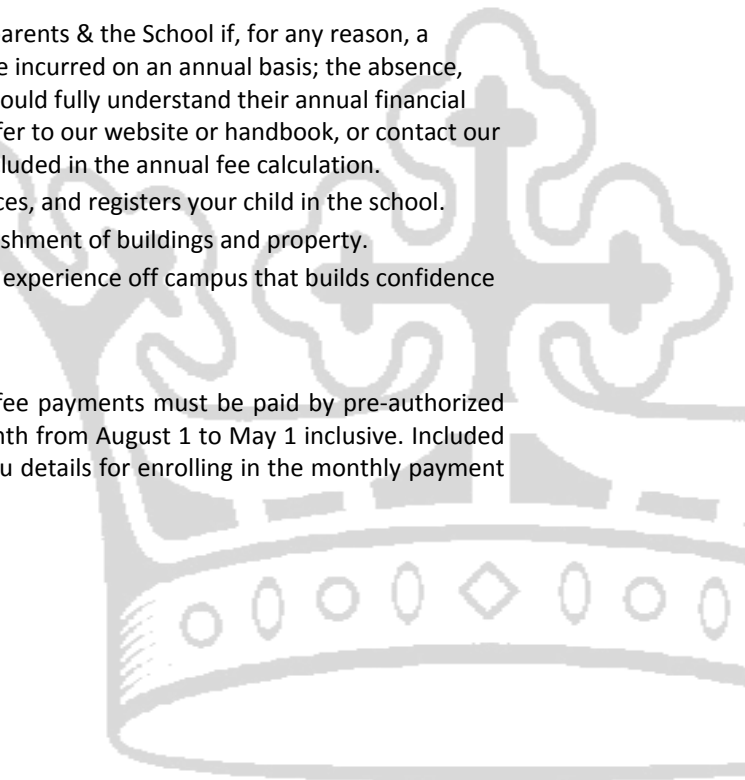 arents & the School if, for any reason, a
e incurred on an annual basis; the absence,
ould fully understand their annual financial
fer to our website or handbook, or contact our
luded in the annual fee calculation.
ces, and registers your child in the school.
shment of buildings and property.
experience off campus that builds confidence
fee payments must be paid by pre-authorized
nth from August 1 to May 1 inclusive. Included
u details for enrolling in the monthly payment